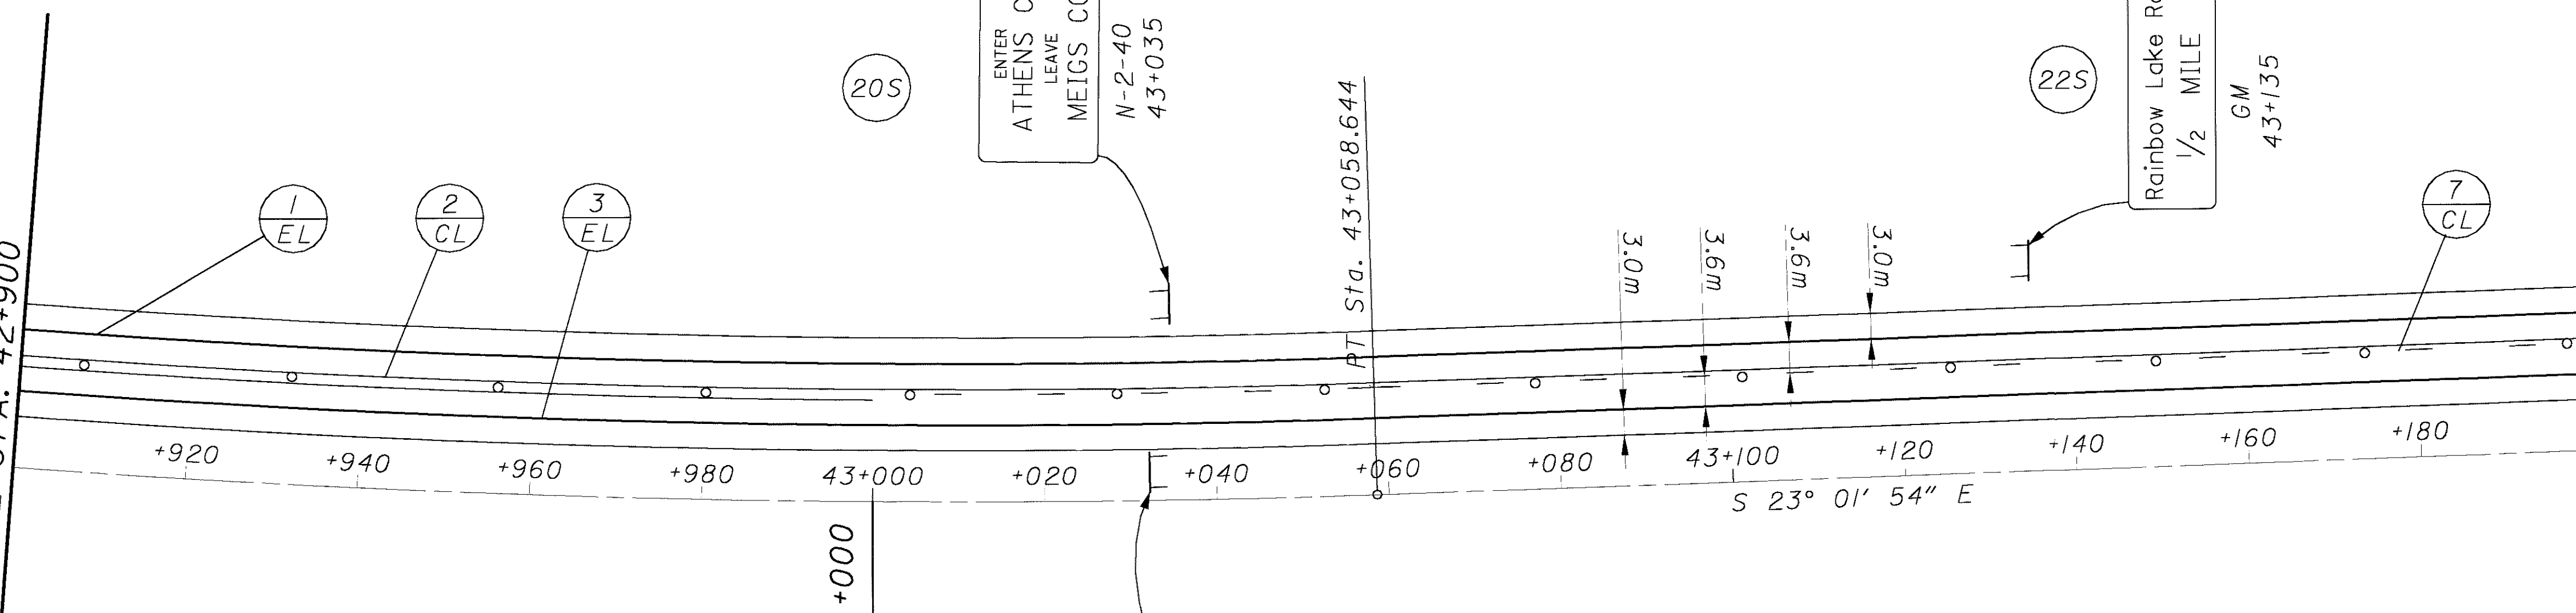 ENTER
ATHENS C
LEAVE
MEIGS CO
N-2-40
43+035
20S
22S
Rainbow Lake
1/2 MILE
GM
43+135
1
EL
2
CL
3
EL
7
CL
PT Sta. 43+058.644
3.0m
3.6m
3.6m
3.0m
42+900
+920
+940
+960
+980
43+000
+020
+040
+060
+080
43+100
+120
+140
+160
+180
S 23° 01' 54" E
+000